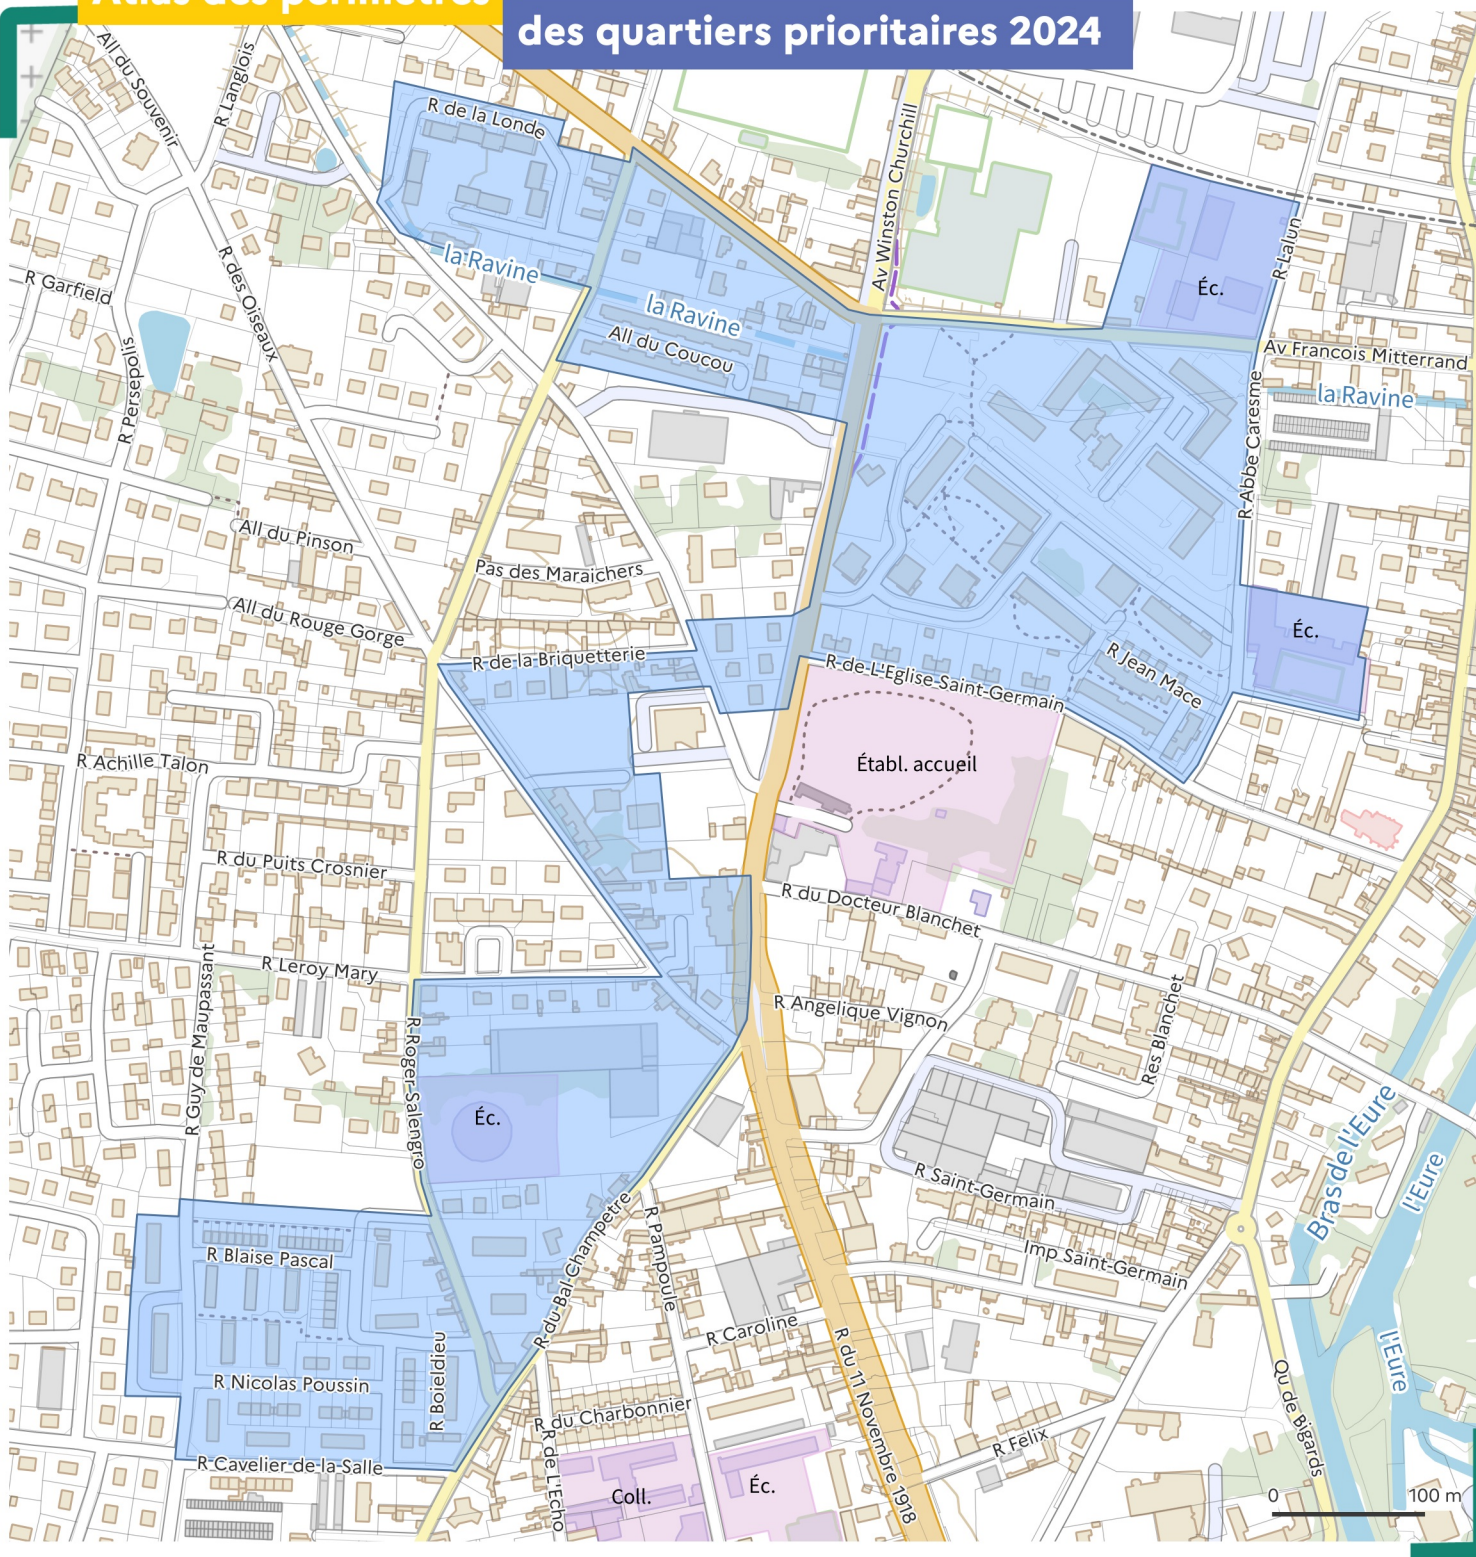 Atlas des périmètres
des quartiers prioritaires 2024
All du Souvenir
R Langlois
R de la Londe
Av Winston Churchill
R Lalun
la Ravine
R Garfield
R des Oiseaux
Éc.
la Ravine
All du Coucou
R Persepolis
Av Francois Mitterrand
la Ravine
R Abbe Caresme
All du Pinson
Pas des Maraichers
All du Rouge Gorge
R de la Briquetterie
Éc.
R de L'Eglise Saint-Germain
R Jean Mace
R Achille Talon
Établ. accueil
R du Puits Crosnier
R du Docteur Blanchet
R Leroy Mary
R Guy de Maupassant
R Angelique Vignon
Res Blanchet
R Roger Salengro
Éc.
Bras de l'Eure
l'Eure
R Saint-Germain
R Blaise Pascal
R du Bal Champetre
R Pampoule
Imp Saint-Germain
R Caroline
R Nicolas Poussin
R Boieldieu
R du 11 Novembre 1918
l'Eure
Qu de Bigards
R du Charbonnier
R Felix
R Cavelier de la Salle
R de L'Echo
Coll.
Éc.
0 100 m